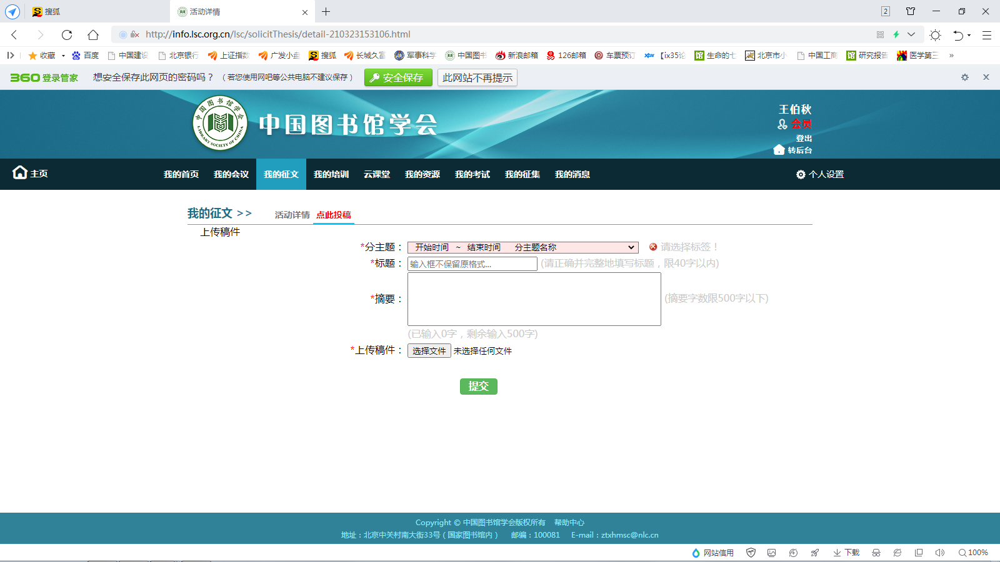 搜狐
活动详情
2
http://info.lsc.org.cn/lsc/solicitThesis/detail-210323153106.html
收藏 百度 中国建设 北京银行 上证指数 广发小盘 搜狐 长城久富 军事科学 中国图书 新浪邮箱 126邮箱 车票预订 【ix35论 生命的七 北京市小 中国工商 研究报告 医学第三 »
360登录管家 想安全保存此网页的密码吗？（若您使用网吧等公共电脑不建议保存） 安全保存 此网站不再提示
中国图书馆学会
LIBRARY SOCIETY OF CHINA
中国图书馆学会
王伯秋
会员
登出
转后台
主页 我的首页 我的会议 我的征文 我的培训 云课堂 我的资源 我的考试 我的征集 我的消息 个人设置
我的征文 >> 活动详情 点此投稿
上传稿件
*分主题： 开始时间 ~ 结束时间 分主题名称 请选择标签！
*标题： 输入框不保留原格式... (请正确并完整地填写标题，限40字以内)
*摘要： (摘要字数限500字以下)
(已输入0字，剩余输入500字)
*上传稿件： 选择文件 未选择任何文件
提交
Copyright © 中国图书馆学会版权所有 帮助中心
地址：北京中关村南大街33号（国家图书馆内） 邮编：100081 E-mail：ztxhmsc@nlc.cn
网站信用 下载 100%